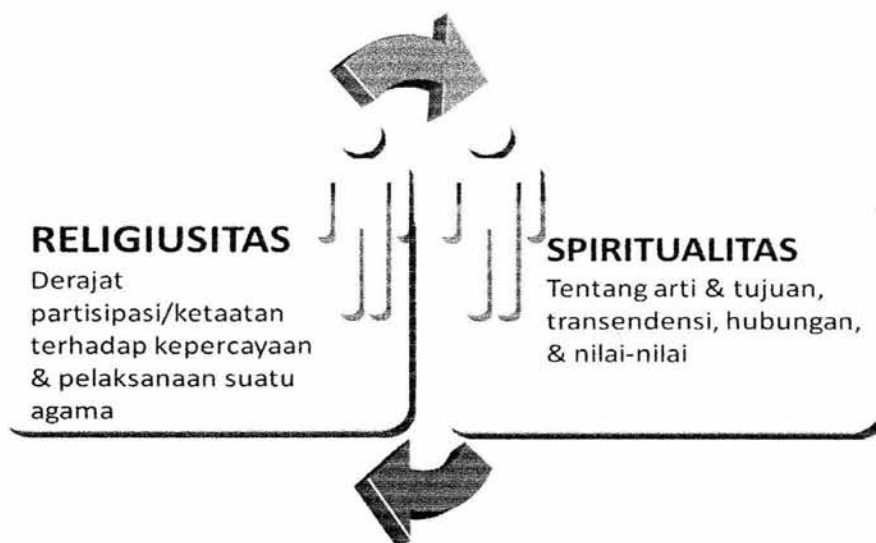 RELIGIUSITAS
Derajat
partisipasi/ketaatan
terhadap kepercayaan
& pelaksanaan suatu
agama
SPIRITUALITAS
Tentang arti & tujuan,
transendensi, hubungan,
& nilai-nilai